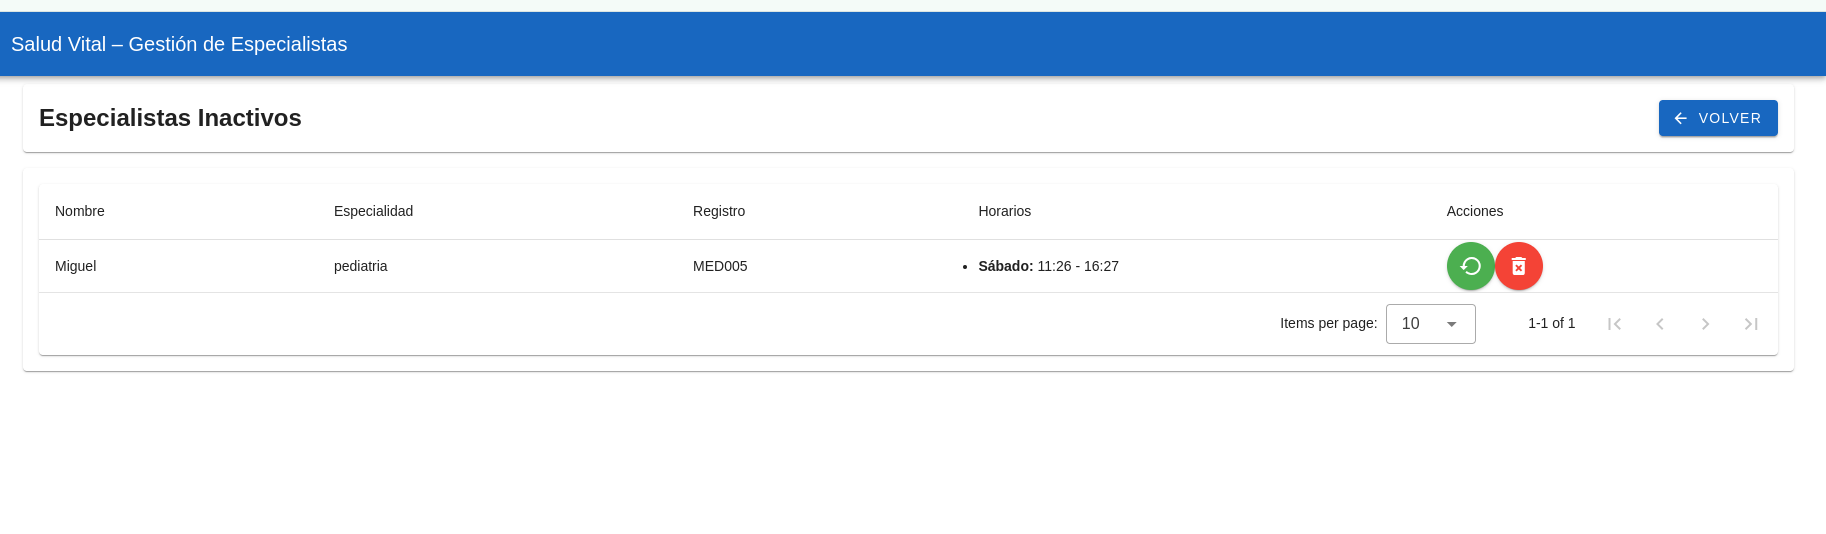 Salud Vital – Gestión de Especialistas
Especialistas Inactivos
VOLVER
Nombre Especialidad Registro Horarios Acciones
Miguel pediatria MED005 • Sábado: 11:26 - 16:27
Items per page: 10 1-1 of 1